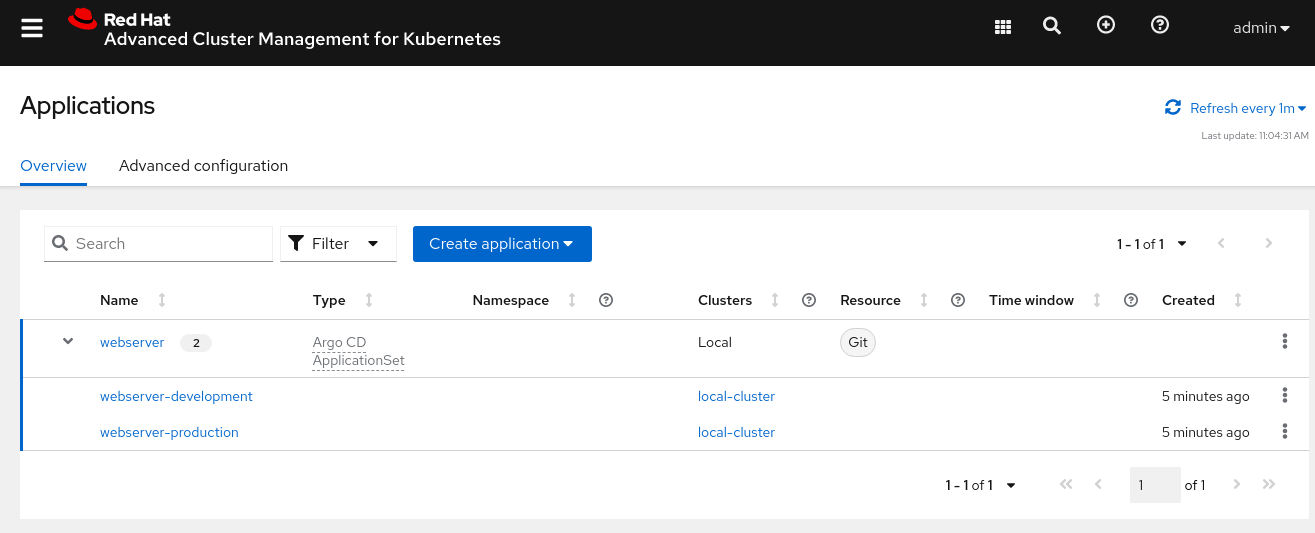 Red Hat
Advanced Cluster Management for Kubernetes
admin
Applications
Refresh every 1m
Last update: 11:04:31 AM
Overview Advanced configuration
Search Filter Create application 1 - 1 of 1
Name Type Namespace Clusters Resource Time window Created
webserver 2 Argo CD ApplicationSet Local Git
webserver-development local-cluster 5 minutes ago
webserver-production local-cluster 5 minutes ago
1 - 1 of 1 1 of 1